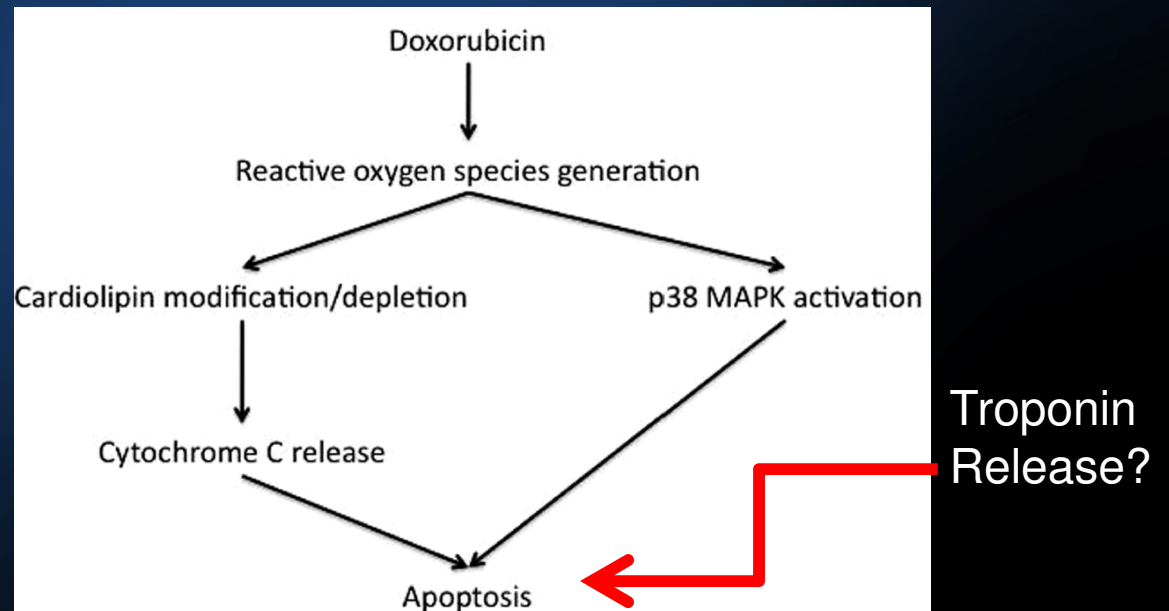 Doxorubicin
Reactive oxygen species generation
Cardiolipin modification/depletion
p38 MAPK activation
Troponin
Release?
Cytochrome C release
Apoptosis